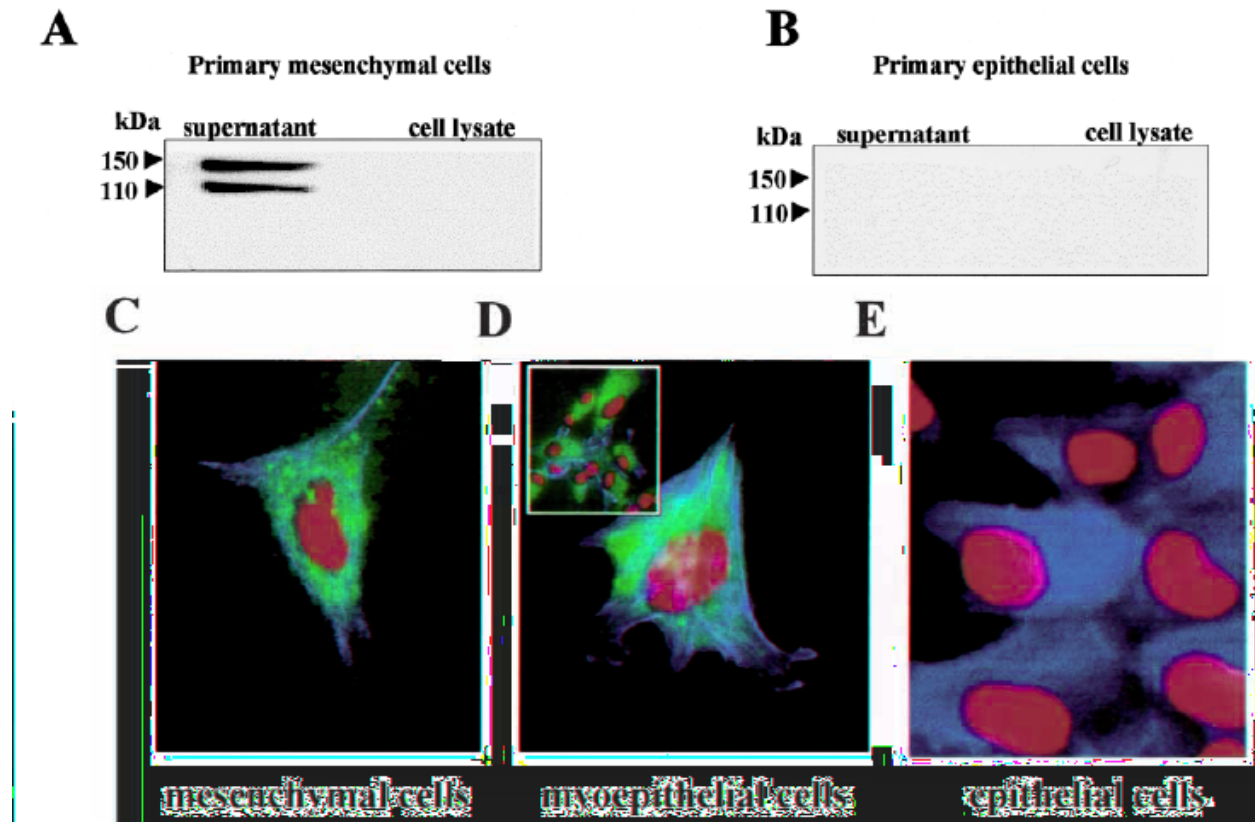 A
Primary mesenchymal cells
kDa
supernatant cell lysate
150
110
B
Primary epithelial cells
kDa
supernatant cell lysate
150
110
C
D
E
mesenchymal cells
myoepithelial cells
epithelial cells